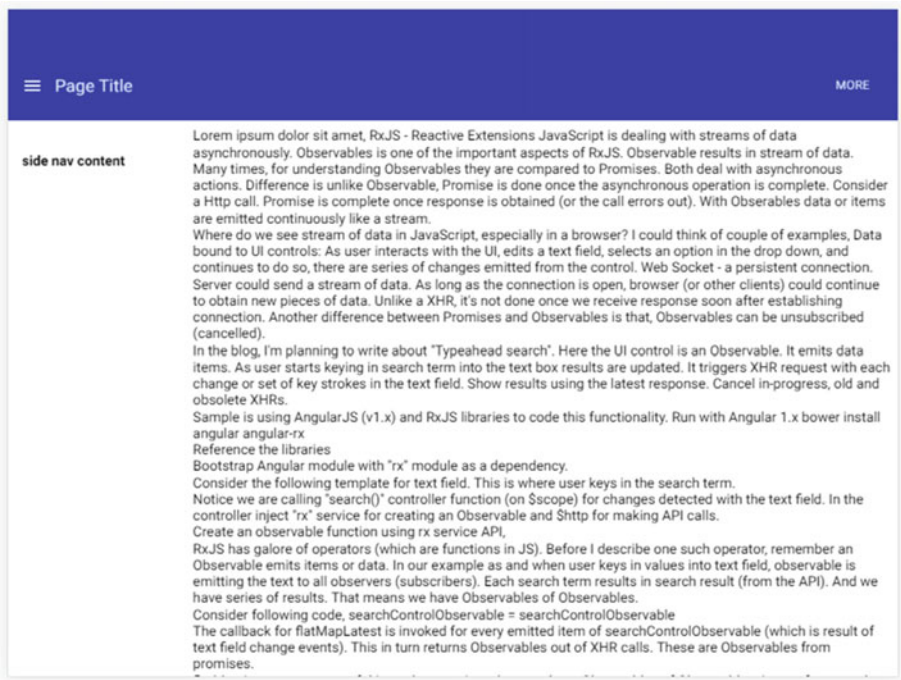 Page Title
MORE
side nav content
Lorem ipsum dolor sit amet, RxJS - Reactive Extensions JavaScript is dealing with streams of data
asynchronously. Observables is one of the important aspects of RxJS. Observable results in stream of data.
Many times, for understanding Observables they are compared to Promises. Both deal with asynchronous
actions. Difference is unlike Observable, Promise is done once the asynchronous operation is complete. Consider
a Http call. Promise is complete once response is obtained (or the call errors out). With Obserables data or items
are emitted continuously like a stream.
Where do we see stream of data in JavaScript, especially in a browser? I could think of couple of examples, Data
bound to UI controls: As user interacts with the UI, edits a text field, selects an option in the drop down, and
continues to do so, there are series of changes emitted from the control. Web Socket - a persistent connection.
Server could send a stream of data. As long as the connection is open, browser (or other clients) could continue
to obtain new pieces of data. Unlike a XHR, it's not done once we receive response soon after establishing
connection. Another difference between Promises and Observables is that, Observables can be unsubscribed
(cancelled).
In the blog, I'm planning to write about "Typeahead search". Here the UI control is an Observable. It emits data
items. As user starts keying in search term into the text box results are updated. It triggers XHR request with each
change or set of key strokes in the text field. Show results using the latest response. Cancel in-progress, old and
obsolete XHRs.
Sample is using AngularJS (v1.x) and RxJS libraries to code this functionality. Run with Angular 1.x bower install
angular angular-rx
Reference the libraries
Bootstrap Angular module with "rx" module as a dependency.
Consider the following template for text field. This is where user keys in the search term.
Notice we are calling "search()" controller function (on $scope) for changes detected with the text field. In the
controller inject "rx" service for creating an Observable and $http for making API calls.
Create an observable function using rx service API,
RxJS has galore of operators (which are functions in JS). Before I describe one such operator, remember an
Observable emits items or data. In our example as and when user keys in values into text field, observable is
emitting the text to all observers (subscribers). Each search term results in search result (from the API). And we
have series of results. That means we have Observables of Observables.
Consider following code, searchControlObservable = searchControlObservable
The callback for flatMapLatest is invoked for every emitted item of searchControlObservable (which is result of
text field change events). This in turn returns Observables out of XHR calls. These are Observables from
promises.